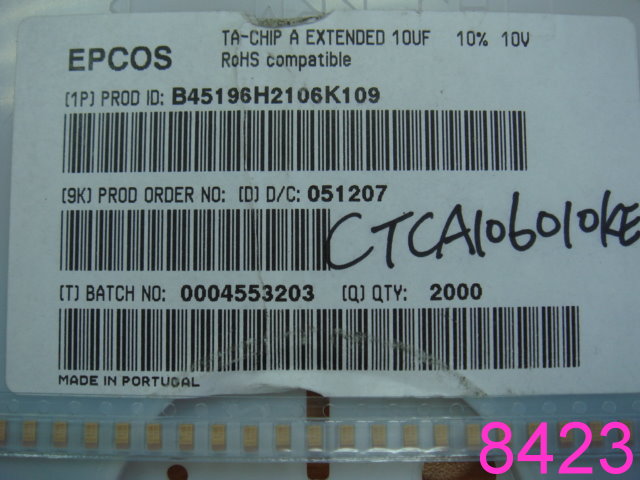 TA-CHIP A EXTENDED 10UF 10% 10V
EPCOS RoHS compatible
(1P) PROD ID: B45196H2106K109
(9K) PROD ORDER NO: (D) D/C: 051207
CTCA106010KE
(T) BATCH NO: 0004553203 (Q) QTY: 2000
MADE IN PORTUGAL
8423